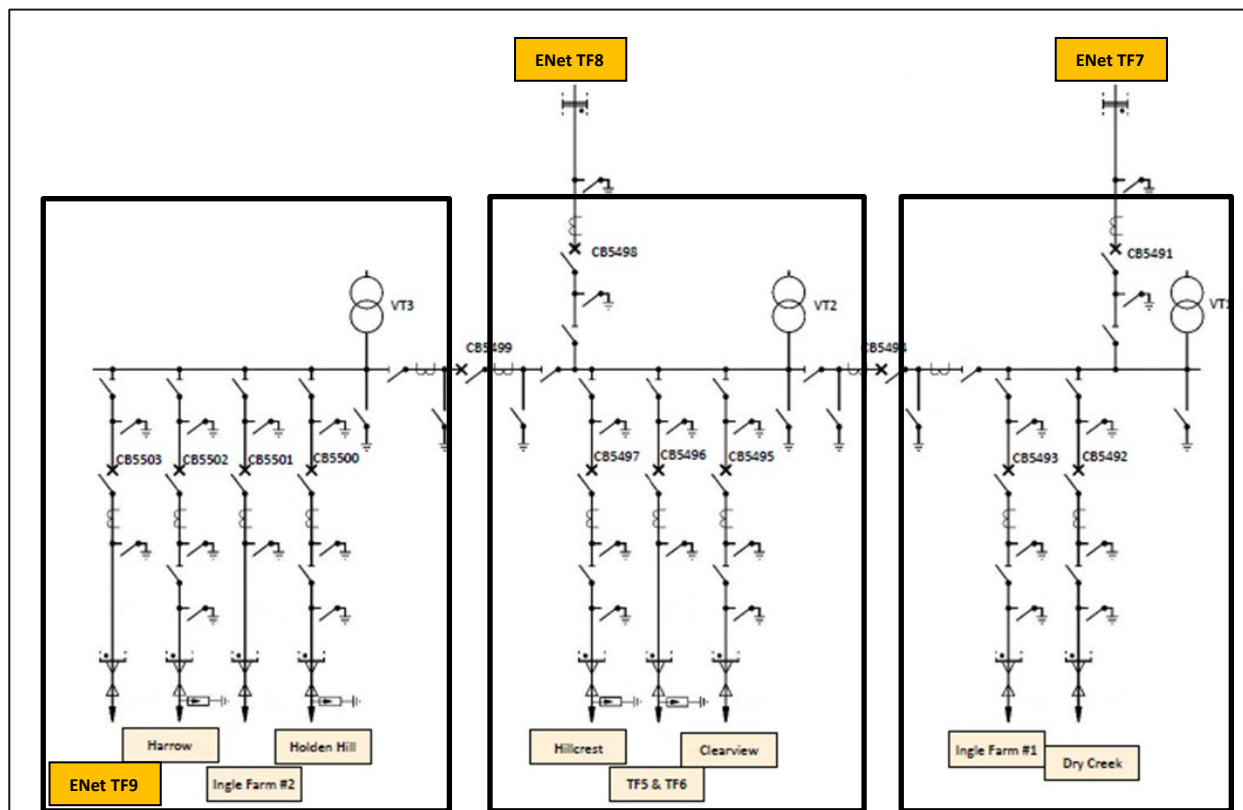 ENet TF8
ENet TF7
CB5498
CB5491
VT3
VT2
VT1
CB5499
CB5494
CB5503
CB5502
CB5501
CB5500
CB5497
CB5496
CB5495
CB5493
CB5492
Harrow
Holden Hill
Hillcrest
Clearview
Ingle Farm #1
Dry Creek
ENet TF9
Ingle Farm #2
TF5 & TF6